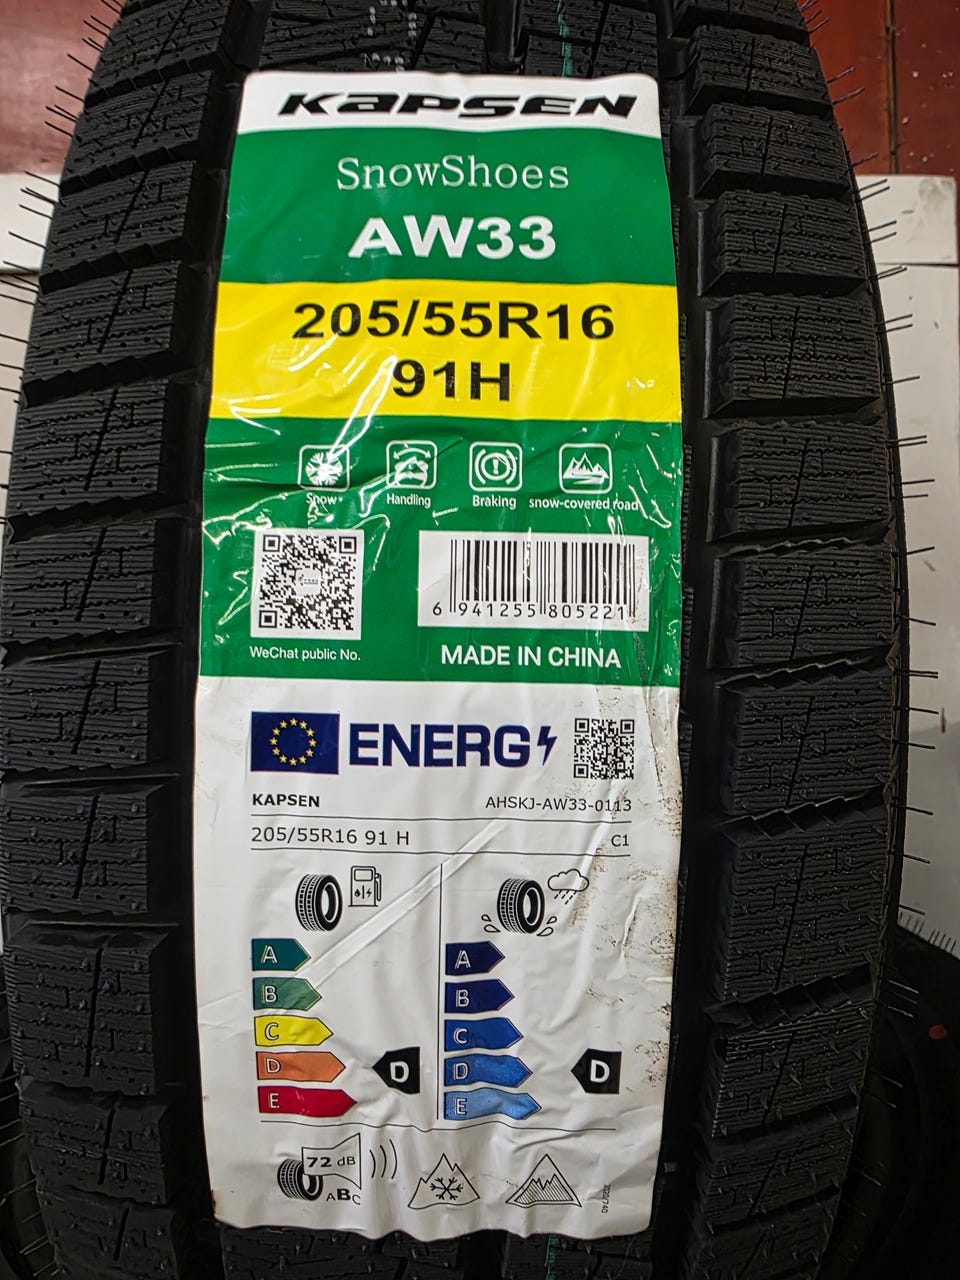 KAPSEN
SnowShoes
AW33
205/55R16
91H
Snow Handling Braking snow-covered road
6 941255 805221
WeChat public No.
MADE IN CHINA
ENERG
KAPSEN AHSKJ-AW33-0113
205/55R16 91 H C1
A A
B B
C C
D D D D
E E
72 dB
ABC